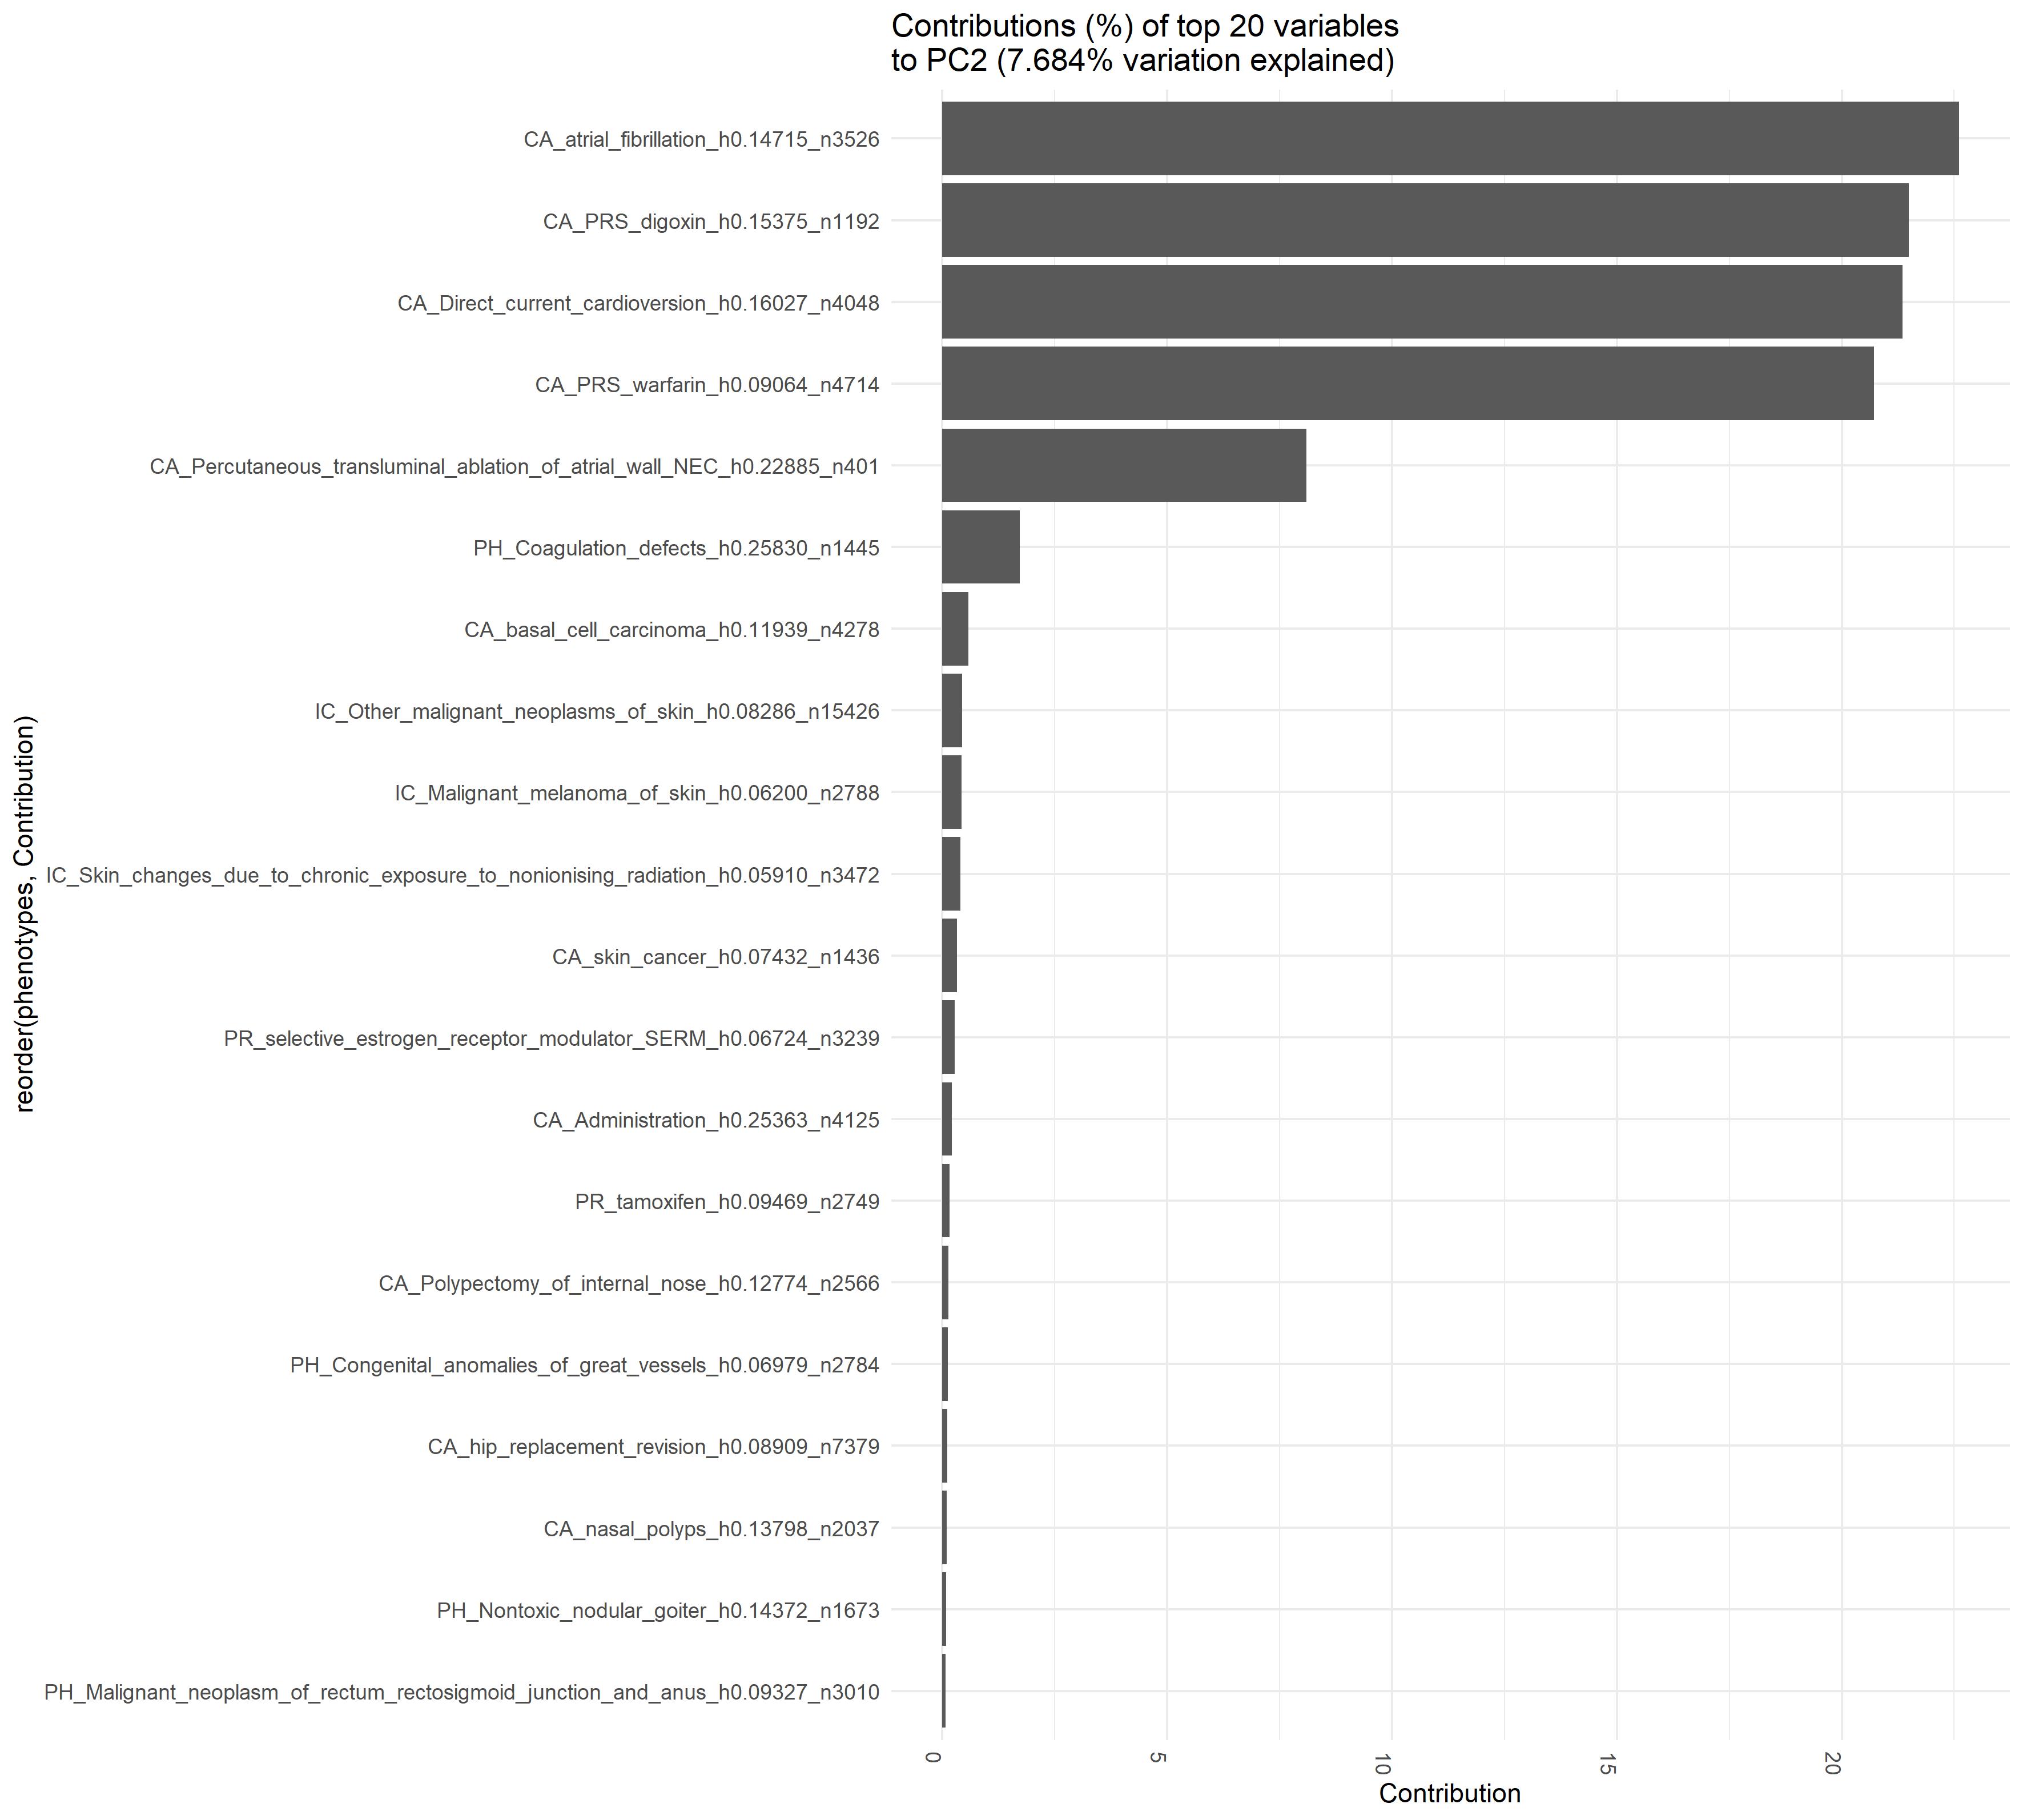 Contributions (%) of top 20 variables
to PC2 (7.684% variation explained)
CA_atrial_fibrillation_h0.14715_n3526
CA_PRS_digoxin_h0.15375_n1192
CA_Direct_current_cardioversion_h0.16027_n4048
CA_PRS_warfarin_h0.09064_n4714
CA_Percutaneous_transluminal_ablation_of_atrial_wall_NEC_h0.22885_n401
PH_Coagulation_defects_h0.25830_n1445
CA_basal_cell_carcinoma_h0.11939_n4278
IC_Other_malignant_neoplasms_of_skin_h0.08286_n15426
IC_Malignant_melanoma_of_skin_h0.06200_n2788
IC_Skin_changes_due_to_chronic_exposure_to_nonionising_radiation_h0.05910_n3472
CA_skin_cancer_h0.07432_n1436
PR_selective_estrogen_receptor_modulator_SERM_h0.06724_n3239
CA_Administration_h0.25363_n4125
PR_tamoxifen_h0.09469_n2749
CA_Polypectomy_of_internal_nose_h0.12774_n2566
PH_Congenital_anomalies_of_great_vessels_h0.06979_n2784
CA_hip_replacement_revision_h0.08909_n7379
CA_nasal_polyps_h0.13798_n2037
PH_Nontoxic_nodular_goiter_h0.14372_n1673
PH_Malignant_neoplasm_of_rectum_rectosigmoid_junction_and_anus_h0.09327_n3010
reorder(phenotypes, Contribution)
0
5
10
15
20
Contribution